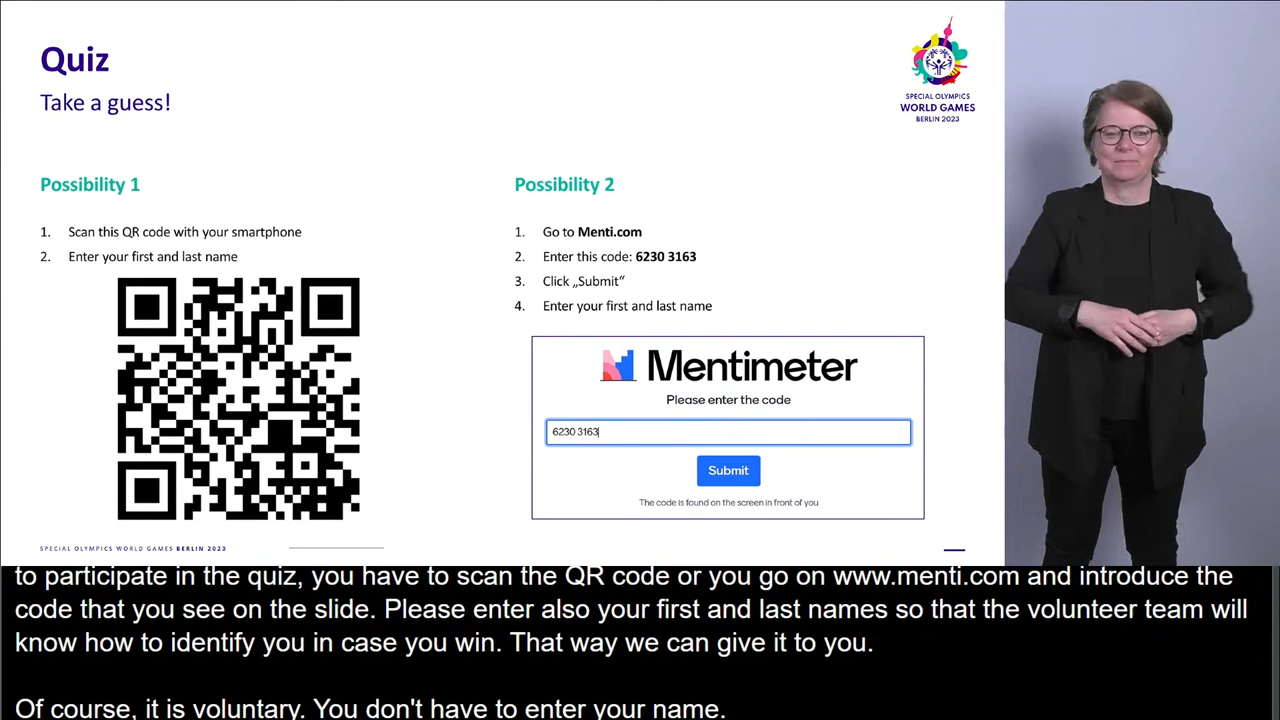 Quiz
Take a guess!
SPECIAL OLYMPICS
WORLD GAMES
BERLIN 2023
Possibility 1
1. Scan this QR code with your smartphone
2. Enter your first and last name
Possibility 2
1. Go to Menti.com
2. Enter this code: 6230 3163
3. Click „Submit“
4. Enter your first and last name
Mentimeter
Please enter the code
6230 3163
Submit
The code is found on the screen in front of you
SPECIAL OLYMPICS WORLD GAMES BERLIN 2023
to participate in the quiz, you have to scan the QR code or you go on www.menti.com and introduce the
code that you see on the slide. Please enter also your first and last names so that the volunteer team will
know how to identify you in case you win. That way we can give it to you.
Of course, it is voluntary. You don't have to enter your name.